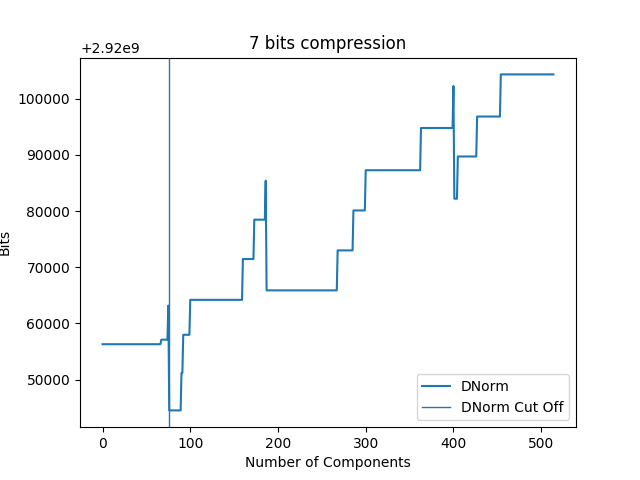 7 bits compression
+2.92e9
100000
90000
80000
70000
60000
50000
Bits
0 100 200 300 400 500
Number of Components
DNorm
DNorm Cut Off